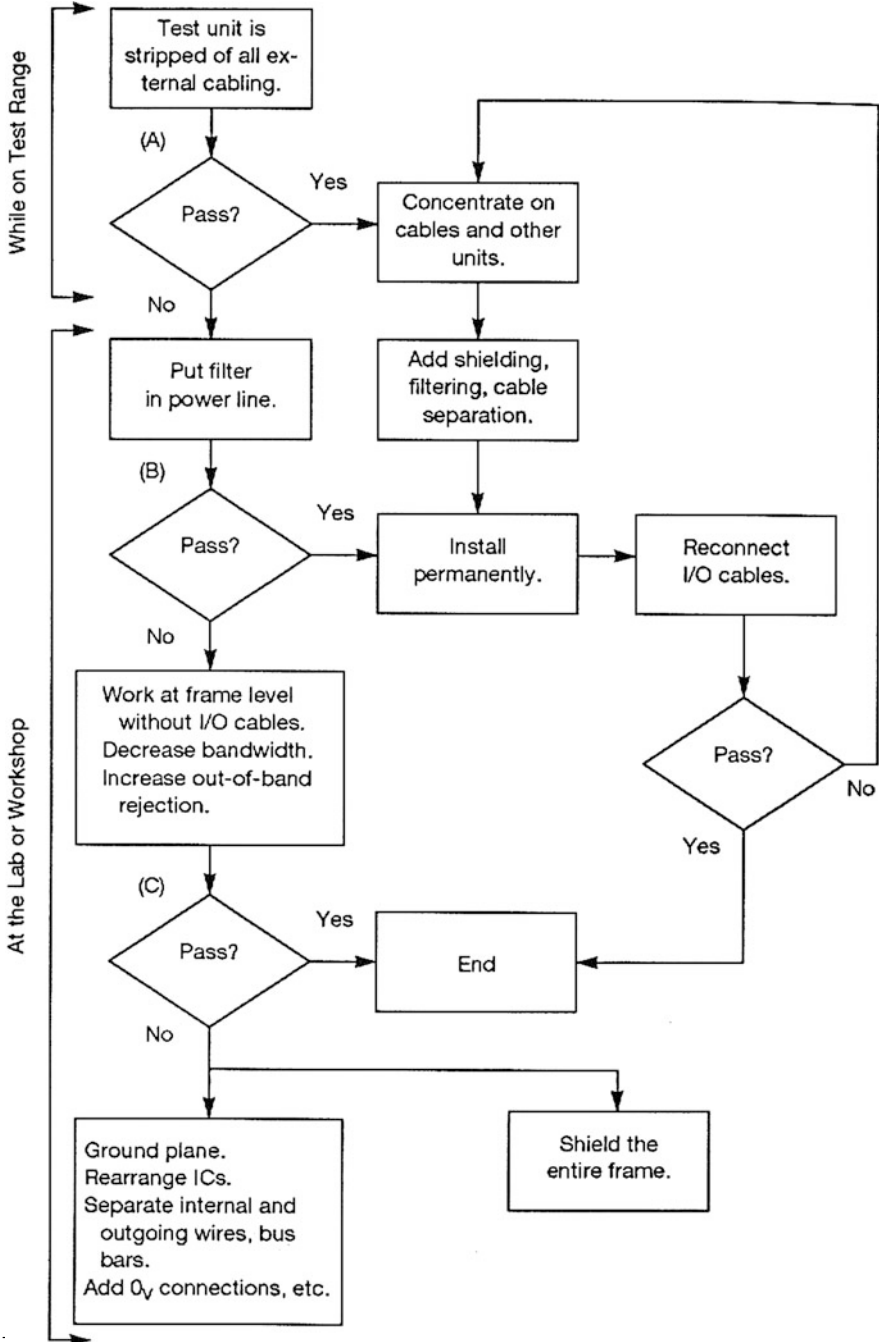 While on Test Range
Test unit is
stripped of all ex-
ternal cabling.
(A)
Pass?
Yes
No
Concentrate on
cables and other
units.
At the Lab or Workshop
Put filter
in power line.
Add shielding,
filtering, cable
separation.
(B)
Pass?
Yes
No
Install
permanently.
Reconnect
I/O cables.
Work at frame level
without I/O cables.
Decrease bandwidth.
Increase out-of-band
rejection.
Pass?
No
Yes
(C)
Pass?
Yes
No
End
Ground plane.
Rearrange ICs.
Separate internal and
outgoing wires, bus
bars.
Add 0V connections, etc.
Shield the
entire frame.